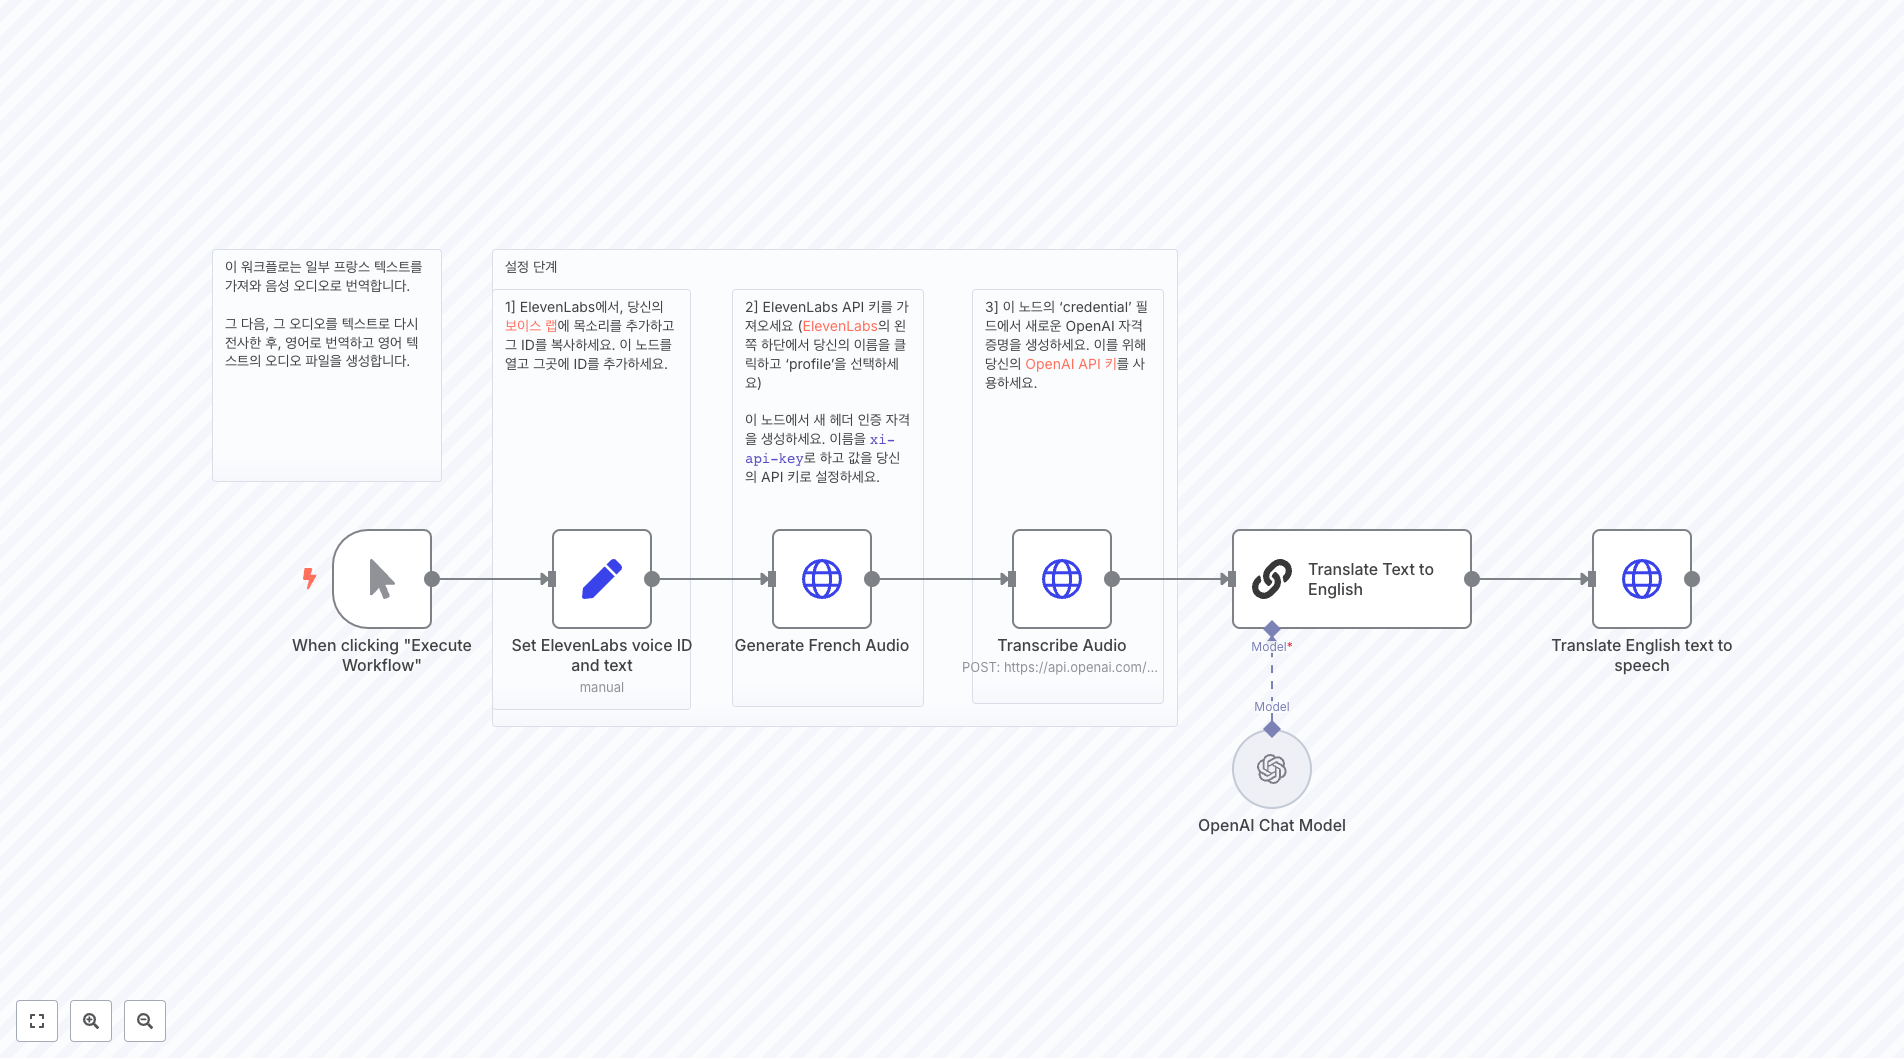 이 워크플로는 일부 프랑스 텍스트를
가져와 음성 오디오로 번역합니다.
그 다음, 그 오디오를 텍스트로 다시
전사한 후, 영어로 번역하고 영어 텍
스트의 오디오 파일을 생성합니다.
설정 단계
1] ElevenLabs에서, 당신의
보이스 랩에 목소리를 추가하고
그 ID를 복사하세요. 이 노드를
열고 그곳에 ID를 추가하세요.
2] ElevenLabs API 키를 가
져오세요 (ElevenLabs의 왼
쪽 하단에서 당신의 이름을 클
릭하고 ‘profile’을 선택하세
요)
이 노드에서 새 헤더 인증 자격
을 생성하세요. 이름을 xi-
api-key로 하고 값을 당신
의 API 키로 설정하세요.
3] 이 노드의 ‘credential’ 필
드에서 새로운 OpenAI 자격
증명을 생성하세요. 이를 위해
당신의 OpenAI API 키를 사
용하세요.
When clicking "Execute
Workflow"
Set ElevenLabs voice ID
and text
manual
Generate French Audio
Transcribe Audio
POST: https://api.openai.com/...
Translate Text to
English
Model*
Model
OpenAI Chat Model
Translate English text to
speech